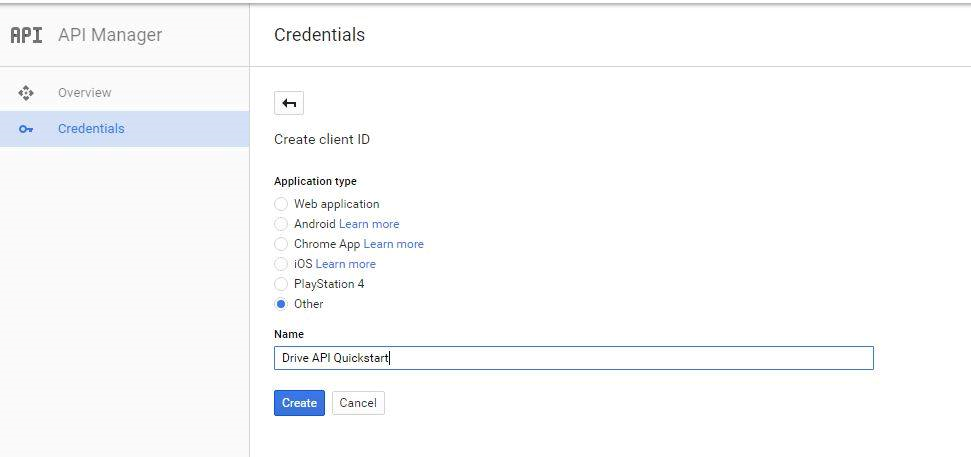 API API Manager
Credentials
Overview
Credentials
Create client ID
Application type
Web application
Android Learn more
Chrome App Learn more
iOS Learn more
PlayStation 4
Other
Name
Drive API Quickstart
Create Cancel